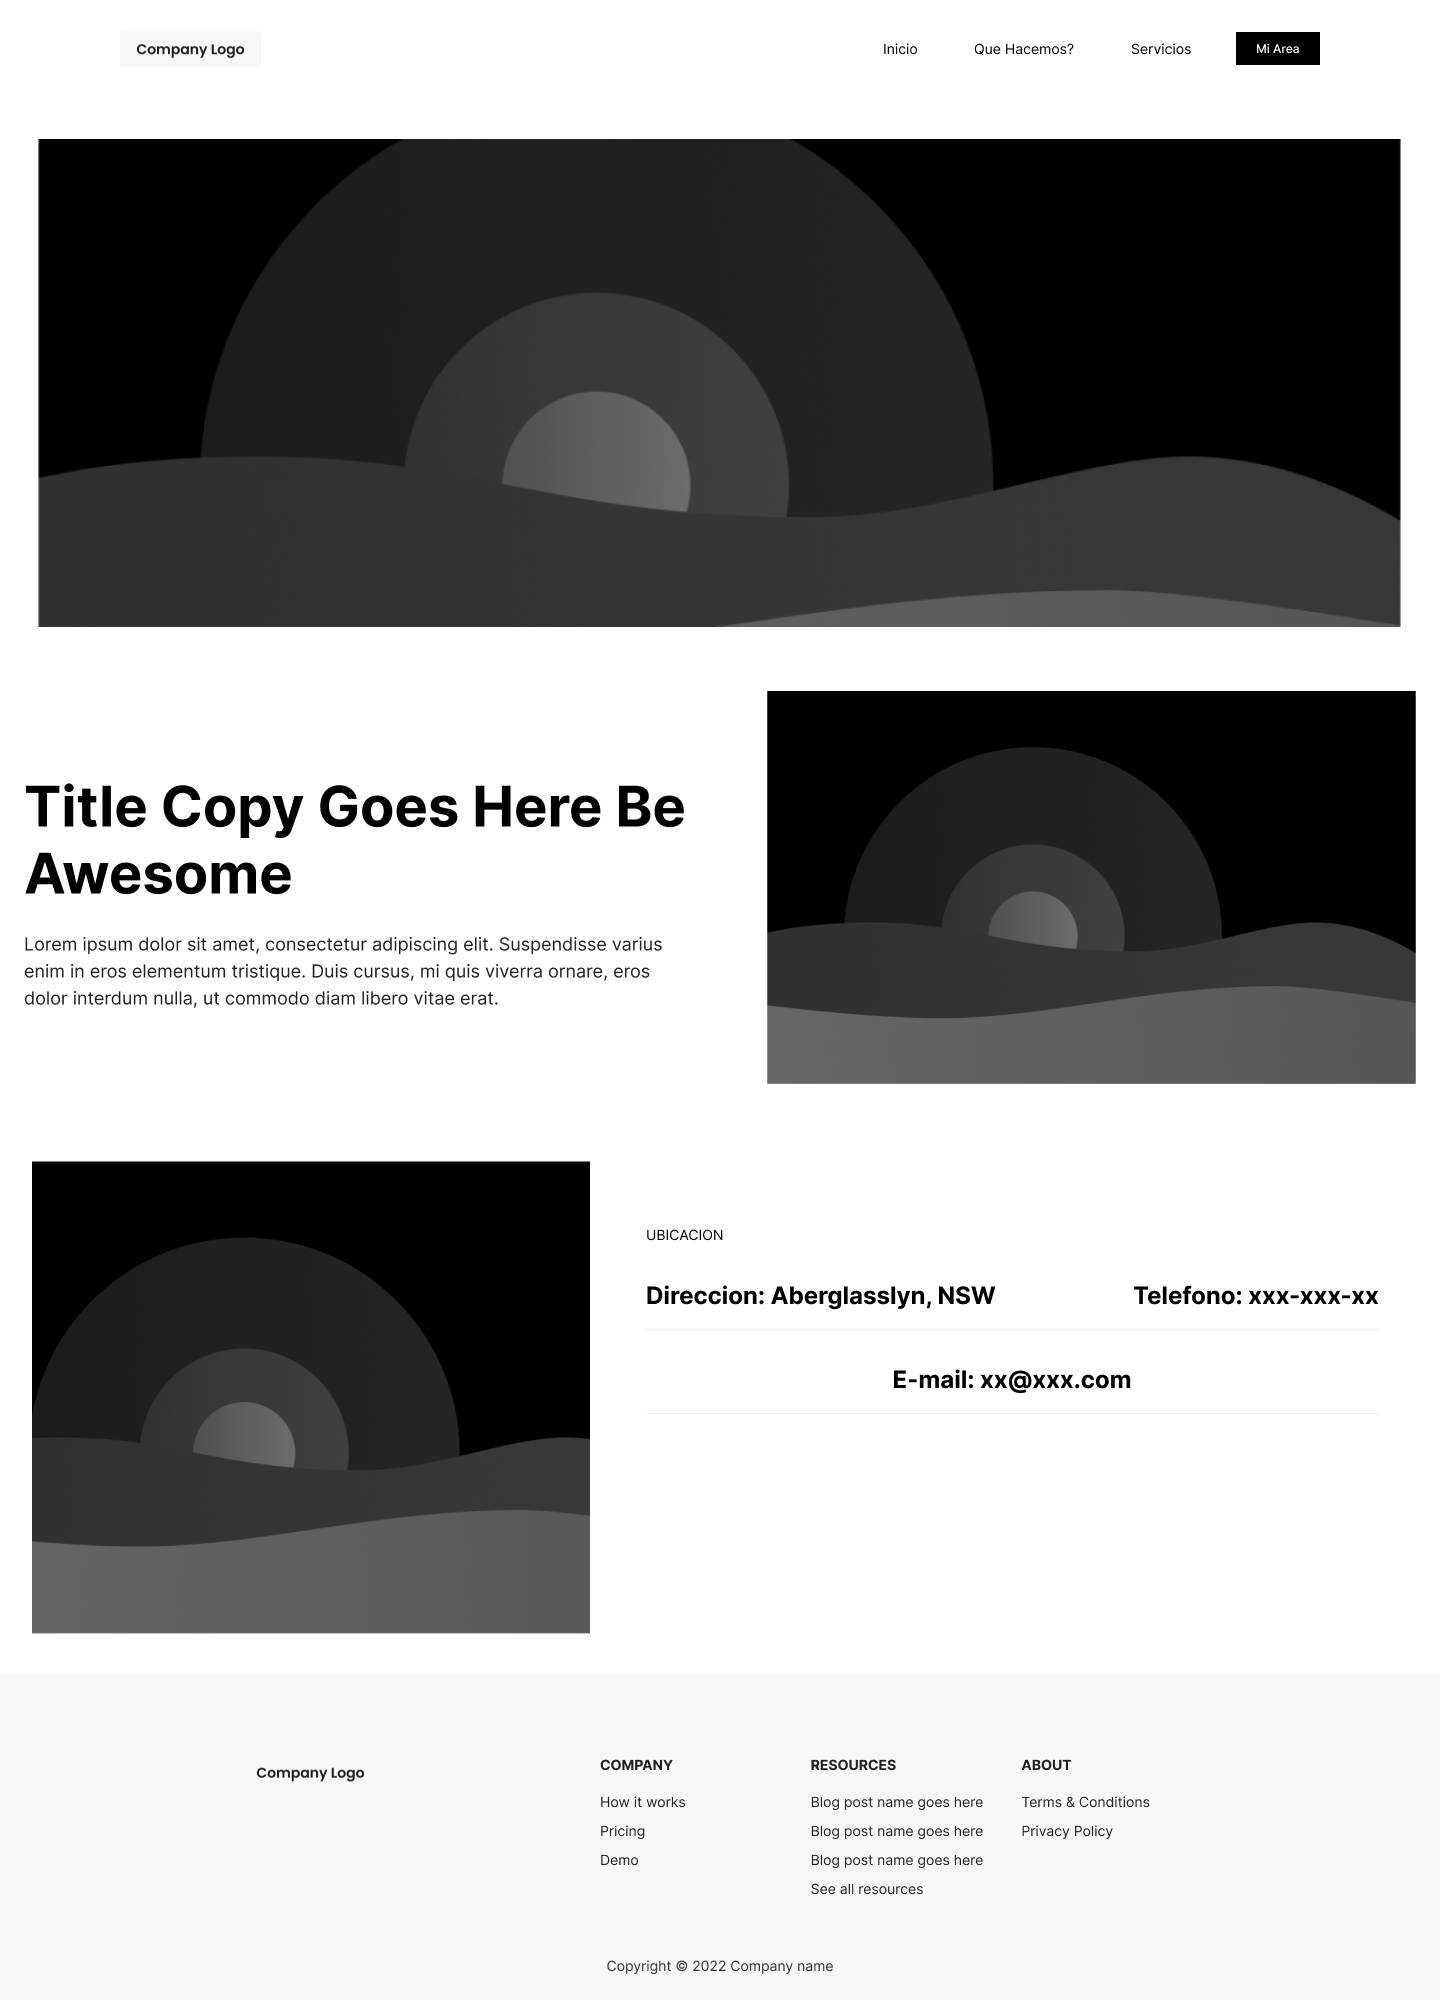 Company Logo
Inicio
Que Hacemos?
Servicios
Mi Area
Title Copy Goes Here Be
Awesome
Lorem ipsum dolor sit amet, consectetur adipiscing elit. Suspendisse varius
enim in eros elementum tristique. Duis cursus, mi quis viverra ornare, eros
dolor interdum nulla, ut commodo diam libero vitae erat.
UBICACION
Direccion: Aberglasslyn, NSW
Telefono: xxx-xxx-xx
E-mail: xx@xxx.com
Company Logo
COMPANY
How it works
Pricing
Demo
RESOURCES
Blog post name goes here
Blog post name goes here
Blog post name goes here
See all resources
ABOUT
Terms & Conditions
Privacy Policy
Copyright © 2022 Company name